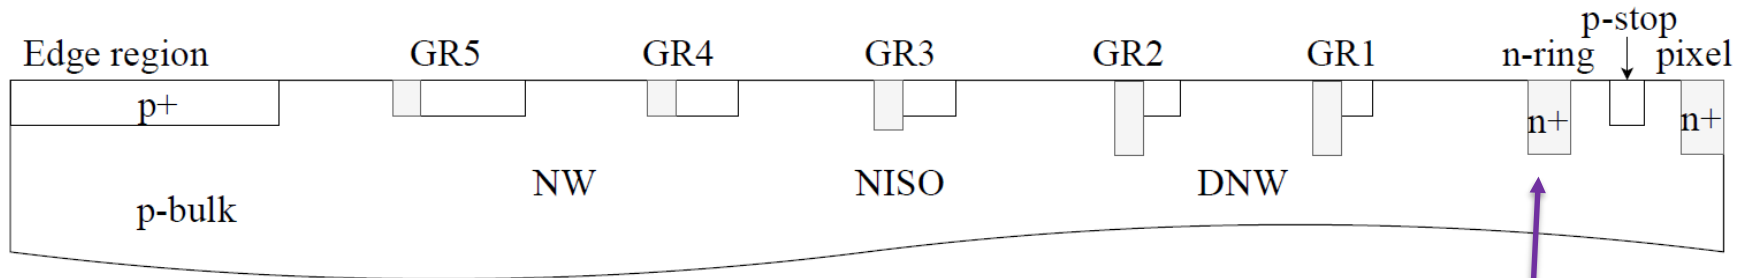 p-stop
Edge region GR5 GR4 GR3 GR2 GR1 n-ring pixel
p+ n+ n+
NW NISO DNW
p-bulk